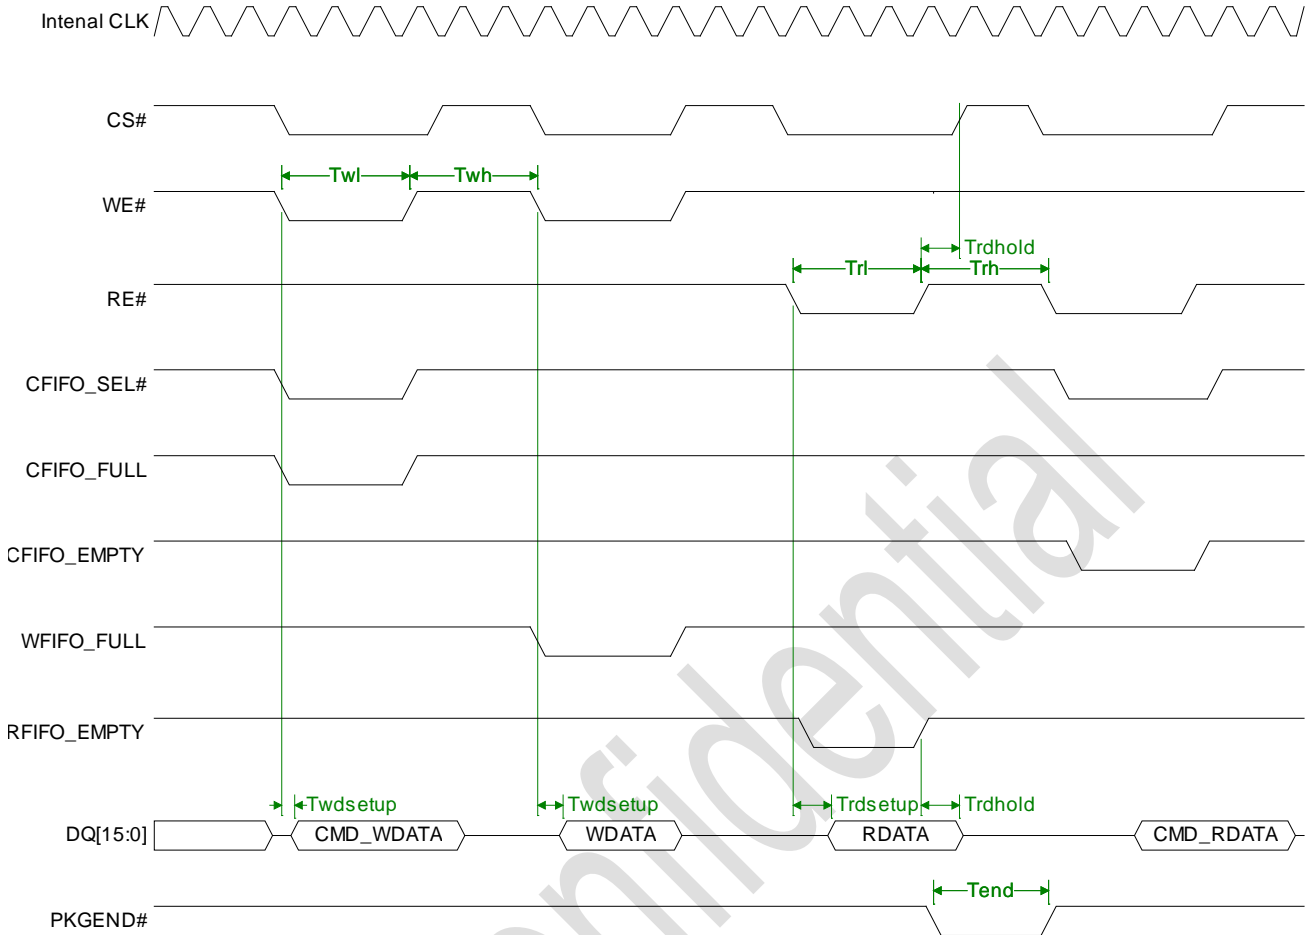 Intenal CLK
CS#
Twl Twh
WE#
Trdhold
Trl Trh
RE#
CFIFO_SEL#
CFIFO_FULL
CFIFO_EMPTY
WFIFO_FULL
RFIFO_EMPTY
Twdsetup Twdsetup Trdsetup Trdhold
DQ[15:0] CMD_WDATA WDATA RDATA CMD_RDATA
Tend
PKGEND#
onfidential